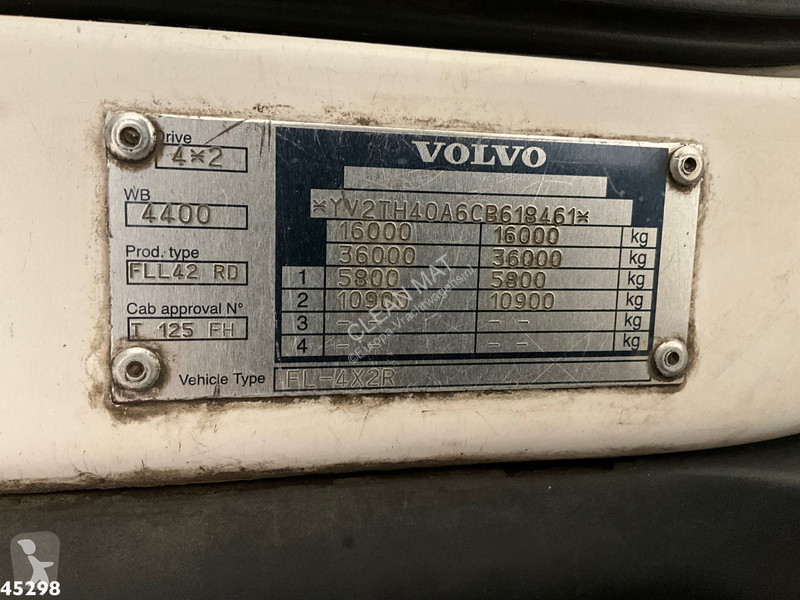 Drive
4×2
WB
4400
Prod. type
FLL42 RD
Cab approval N°
T 125 FH
Vehicle Type FL-4X2R
VOLVO
*YV2TH40A6CB618461*
16000 16000 kg
36000 36000 kg
1 5800 5800 kg
2 10900 10900 kg
3 - - - - kg
4 - - - kg
CLEAN MAT
45298